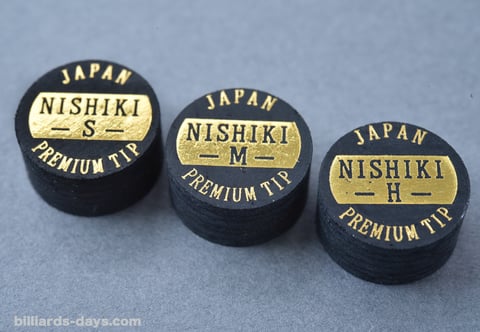 JAPAN
NISHIKI
– S –
PREMIUM TIP
JAPAN
NISHIKI
– M –
PREMIUM TIP
JAPAN
NISHIKI
– H –
PREMIUM TIP
billiards-days.com